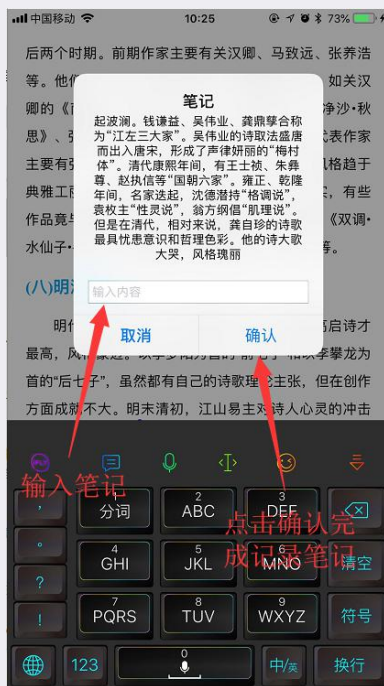 中国移动 10:25 73%
后两个时期。前期作家主要有关汉卿、马致远、张养浩
等。他 如关汉
卿的《 净沙·秋
思》、 代表作家
主要有 风格趋于
典雅工 有些
作品竟 《双调·
水仙子· 等。
笔记
起波澜。钱谦益、吴伟业、龚鼎孳合称
为“江左三大家”。吴伟业的诗取法盛唐
而出入唐宋，形成了声律妍丽的“梅村
体”。清代康熙年间，有王士祯、朱彝
尊、赵执信等“国朝六家”。雍正、乾隆
年间，名家迭起，沈德潜持“格调说”，
袁枚主“性灵说”，翁方纲倡“肌理说”。
但是在清代，相对来说，龚自珍的诗歌
最具忧患意识和哲理色彩。他的诗大歌
大哭，风格瑰丽
输入内容
取消 确认
(八)明
明 高启诗才
最高， 李攀龙为
首的“后七子”，虽然都有自己的诗歌理论主张，但在创作
方面成就不大。明末清初，江山易主对诗人心灵的冲击
输入笔记
点击确认完
成记录笔记
， 1 分词 2 ABC 3 DEF
。 4 GHI 5 JKL 6 MNO 清空
?
! 7 PQRS 8 TUV 9 WXYZ 符号
123 0 中/英 换行